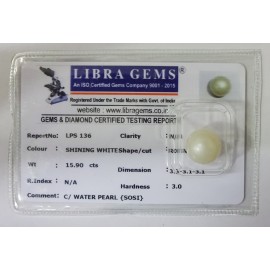 LIBRA GEMS
An ISO Certified Gems Company 9001 - 2015
Registered Under the Trade Marks with Govt. of India
website : www.libragems.co.in
GEMS & DIAMOND CERTIFIED TESTING REPORT
ReportNo: LPS 136 Clarity
Colour : SHINING WHITE Shape/cut :
Wt : 15.90 cts Dimension :
R.Index : N/A Hardness : 3.0
Comment : C/ WATER PEARL {SOSI}